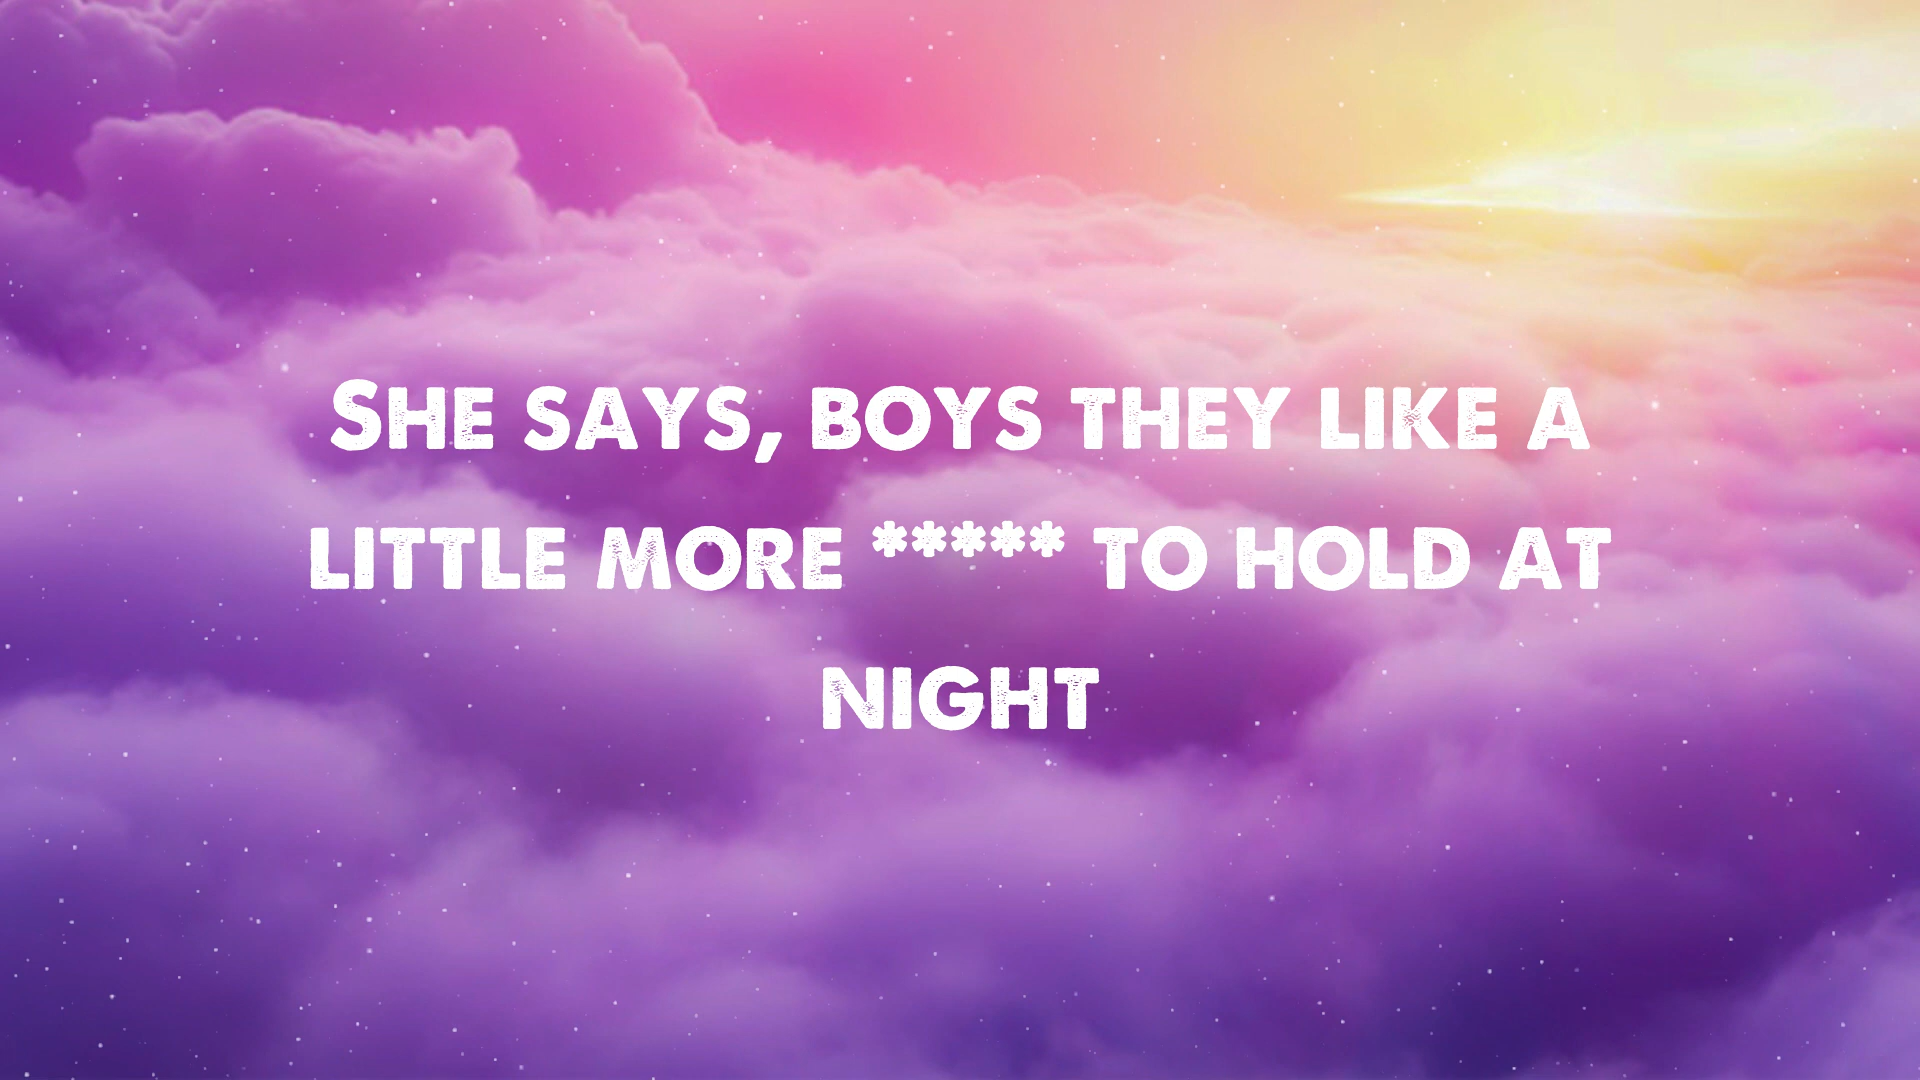 She says, boys they like a
little more ***** to hold at
night